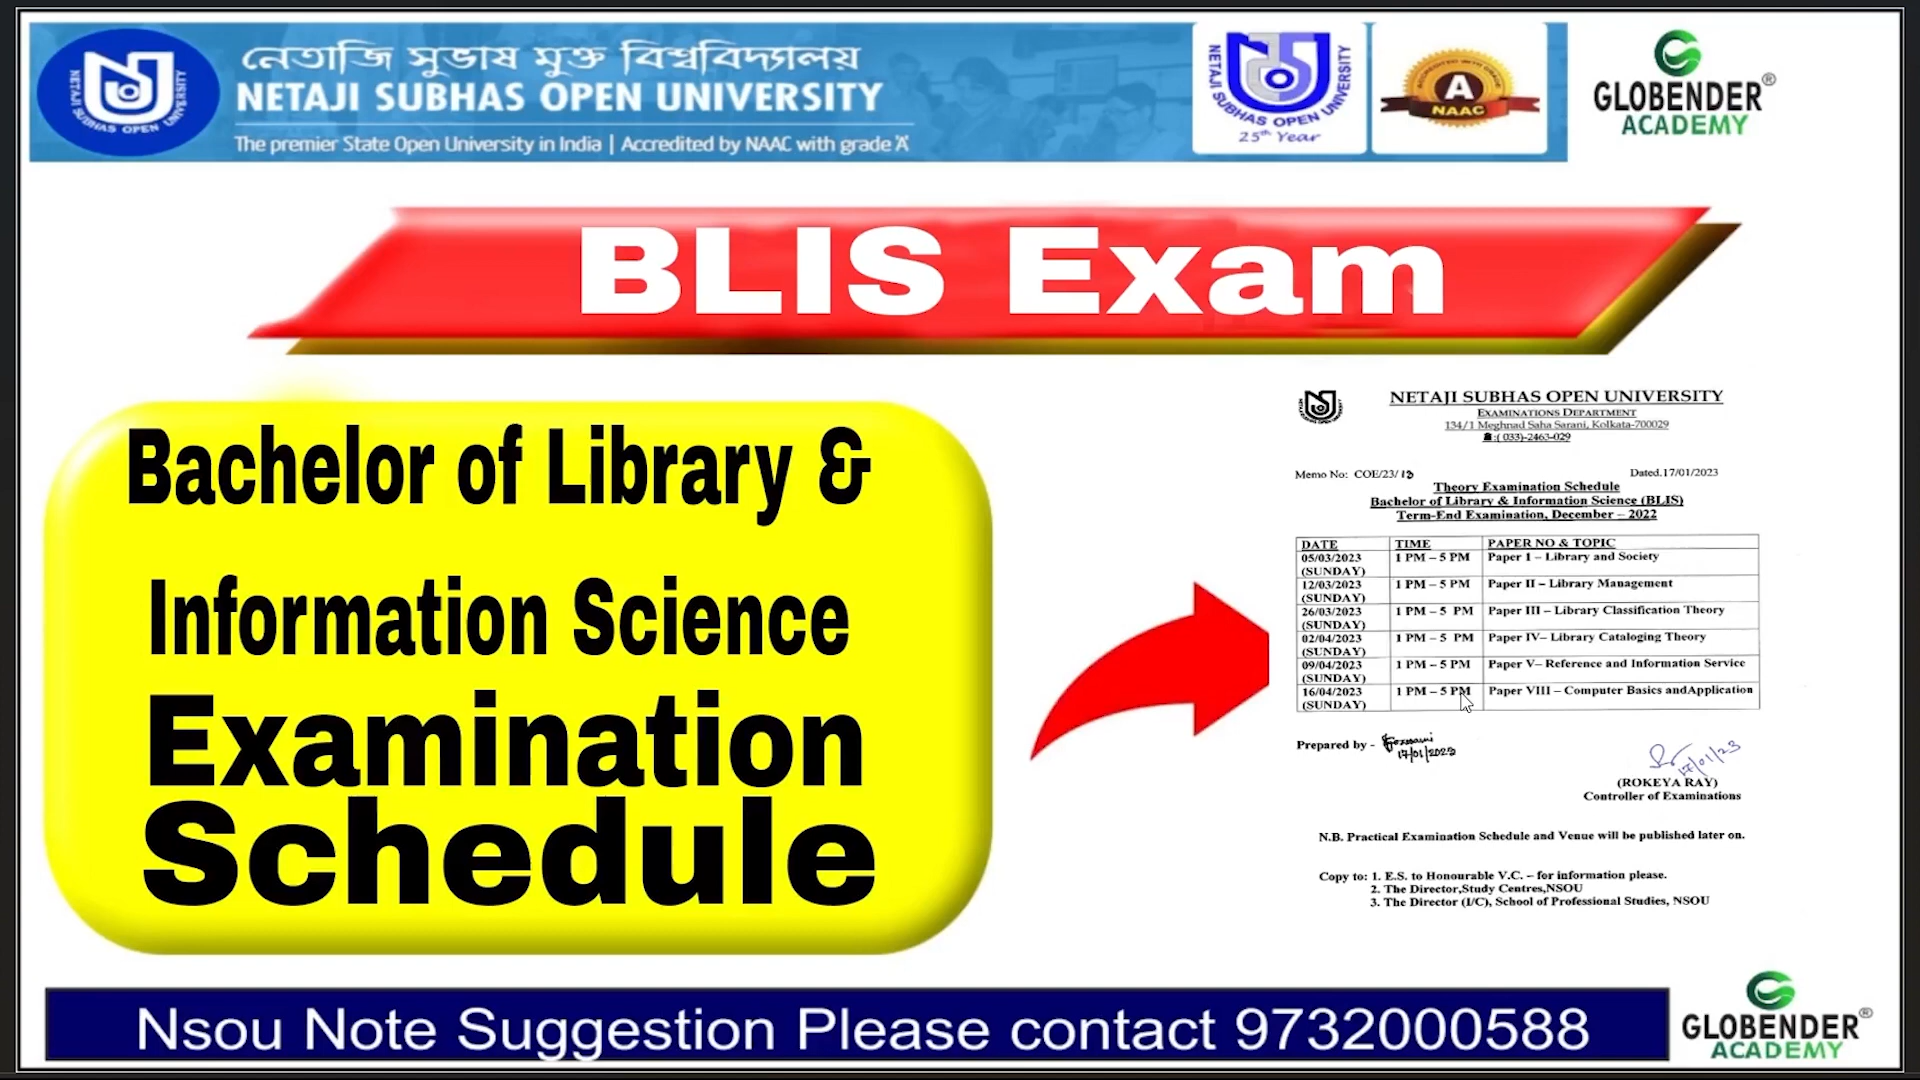 নেতাজি সুভাষ মুক্ত বিশ্ববিদ্যালয়
NETAJI SUBHAS OPEN UNIVERSITY
The premier State Open University in India | Accredited by NAAC with grade 'A'
NETAJI SUBHAS OPEN UNIVERSITY
NETAJI SUBHAS OPEN UNIVERSITY
25th Year
ACCREDITED WITH GRADE
A
NAAC
GLOBENDER®
ACADEMY
BLIS Exam
Bachelor of Library &
Information Science
Examination
Schedule
NETAJI SUBHAS OPEN UNIVERSITY
EXAMINATIONS DEPARTMENT
134/1 Meghnad Saha Sarani, Kolkata-700029
☎:( 033)-2463-029
Memo No: COE/23/18 Dated.17/01/2023
Theory Examination Schedule
Bachelor of Library & Information Science (BLIS)
Term-End Examination, December – 2022
DATE TIME PAPER NO & TOPIC
05/03/2023 1 PM – 5 PM Paper I – Library and Society
(SUNDAY)
12/03/2023 1 PM – 5 PM Paper II – Library Management
(SUNDAY)
26/03/2023 1 PM – 5 PM Paper III – Library Classification Theory
(SUNDAY)
02/04/2023 1 PM – 5 PM Paper IV– Library Cataloging Theory
(SUNDAY)
09/04/2023 1 PM – 5 PM Paper V– Reference and Information Service
(SUNDAY)
16/04/2023 1 PM – 5 PM Paper VIII – Computer Basics andApplication
(SUNDAY)
Prepared by -
17/01/2023
17/01/23
(ROKEYA RAY)
Controller of Examinations
N.B. Practical Examination Schedule and Venue will be published later on.
Copy to: 1. E.S. to Honourable V.C. – for information please.
2. The Director,Study Centres,NSOU
3. The Director (I/C), School of Professional Studies, NSOU
Nsou Note Suggestion Please contact 9732000588
GLOBENDER®
ACADEMY